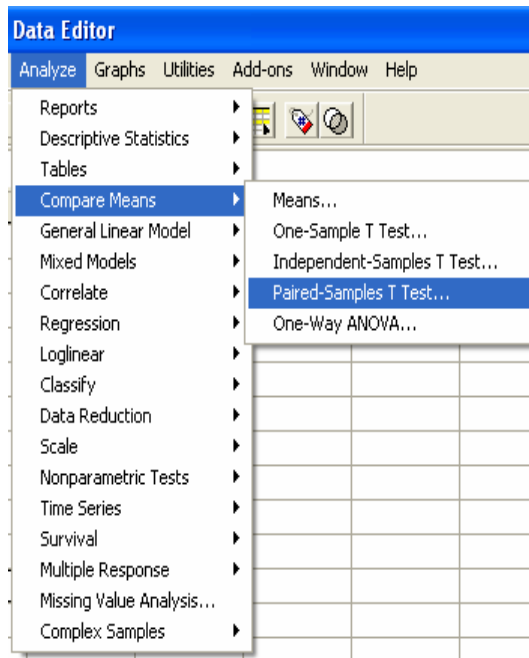 Data Editor
Analyze Graphs Utilities Add-ons Window Help
Reports
Descriptive Statistics
Tables
Compare Means
General Linear Model
Mixed Models
Correlate
Regression
Loglinear
Classify
Data Reduction
Scale
Nonparametric Tests
Time Series
Survival
Multiple Response
Missing Value Analysis...
Complex Samples
Means...
One-Sample T Test...
Independent-Samples T Test...
Paired-Samples T Test...
One-Way ANOVA...